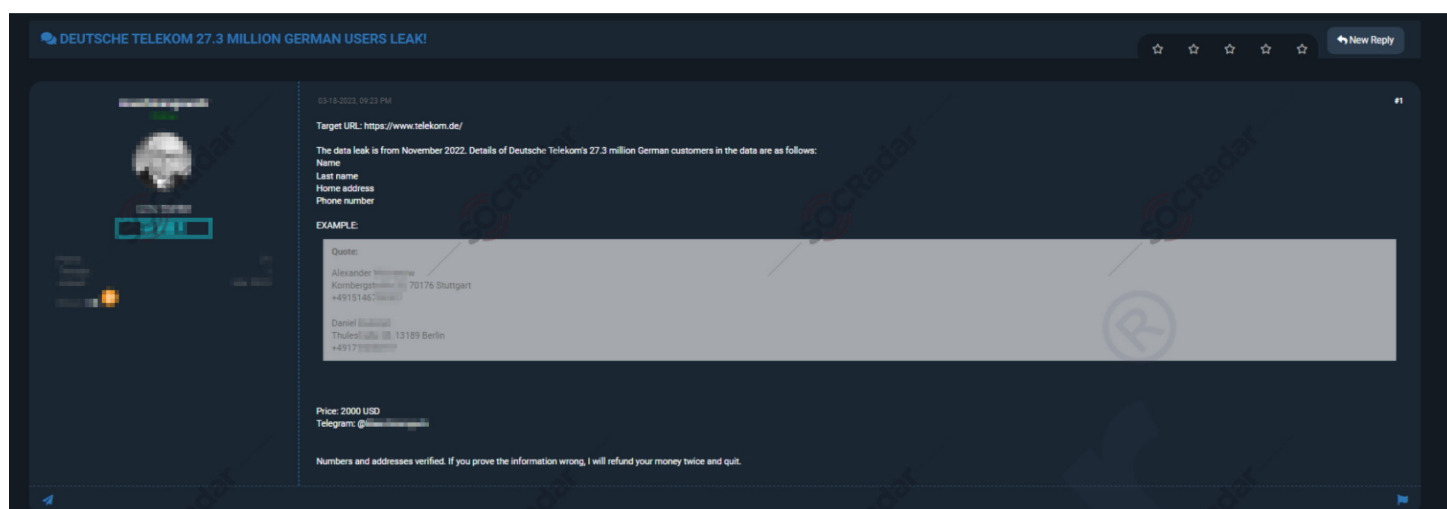 DEUTSCHE TELEKOM 27.3 MILLION GERMAN USERS LEAK!
New Reply
03-18-2023, 09:23 PM
#1
Target URL: https://www.telekom.de/
The data leak is from November 2022. Details of Deutsche Telekom's 27.3 million German customers in the data are as follows:
Name
Last name
Home address
Phone number
EXAMPLE:
Quote:
Alexander
70176 Stuttgart
Daniel
13189 Berlin
Price: 2000 USD
Telegram: @
Numbers and addresses verified. If you prove the information wrong, I will refund your money twice and quit.
SOCRadar
SOCRadar
SOCRadar
®